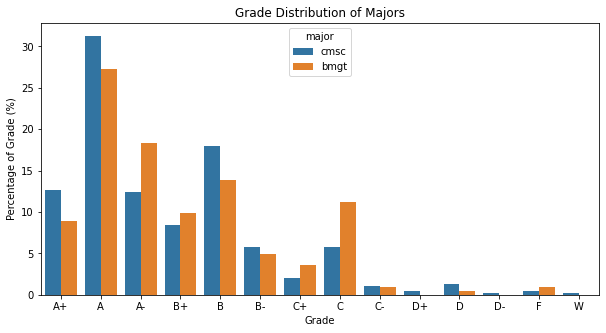 Grade Distribution of Majors
major
cmsc
bmgt
Percentage of Grade (%)
30
25
20
15
10
5
0
A+ A A- B+ B B- C+ C C- D+ D D- F W
Grade